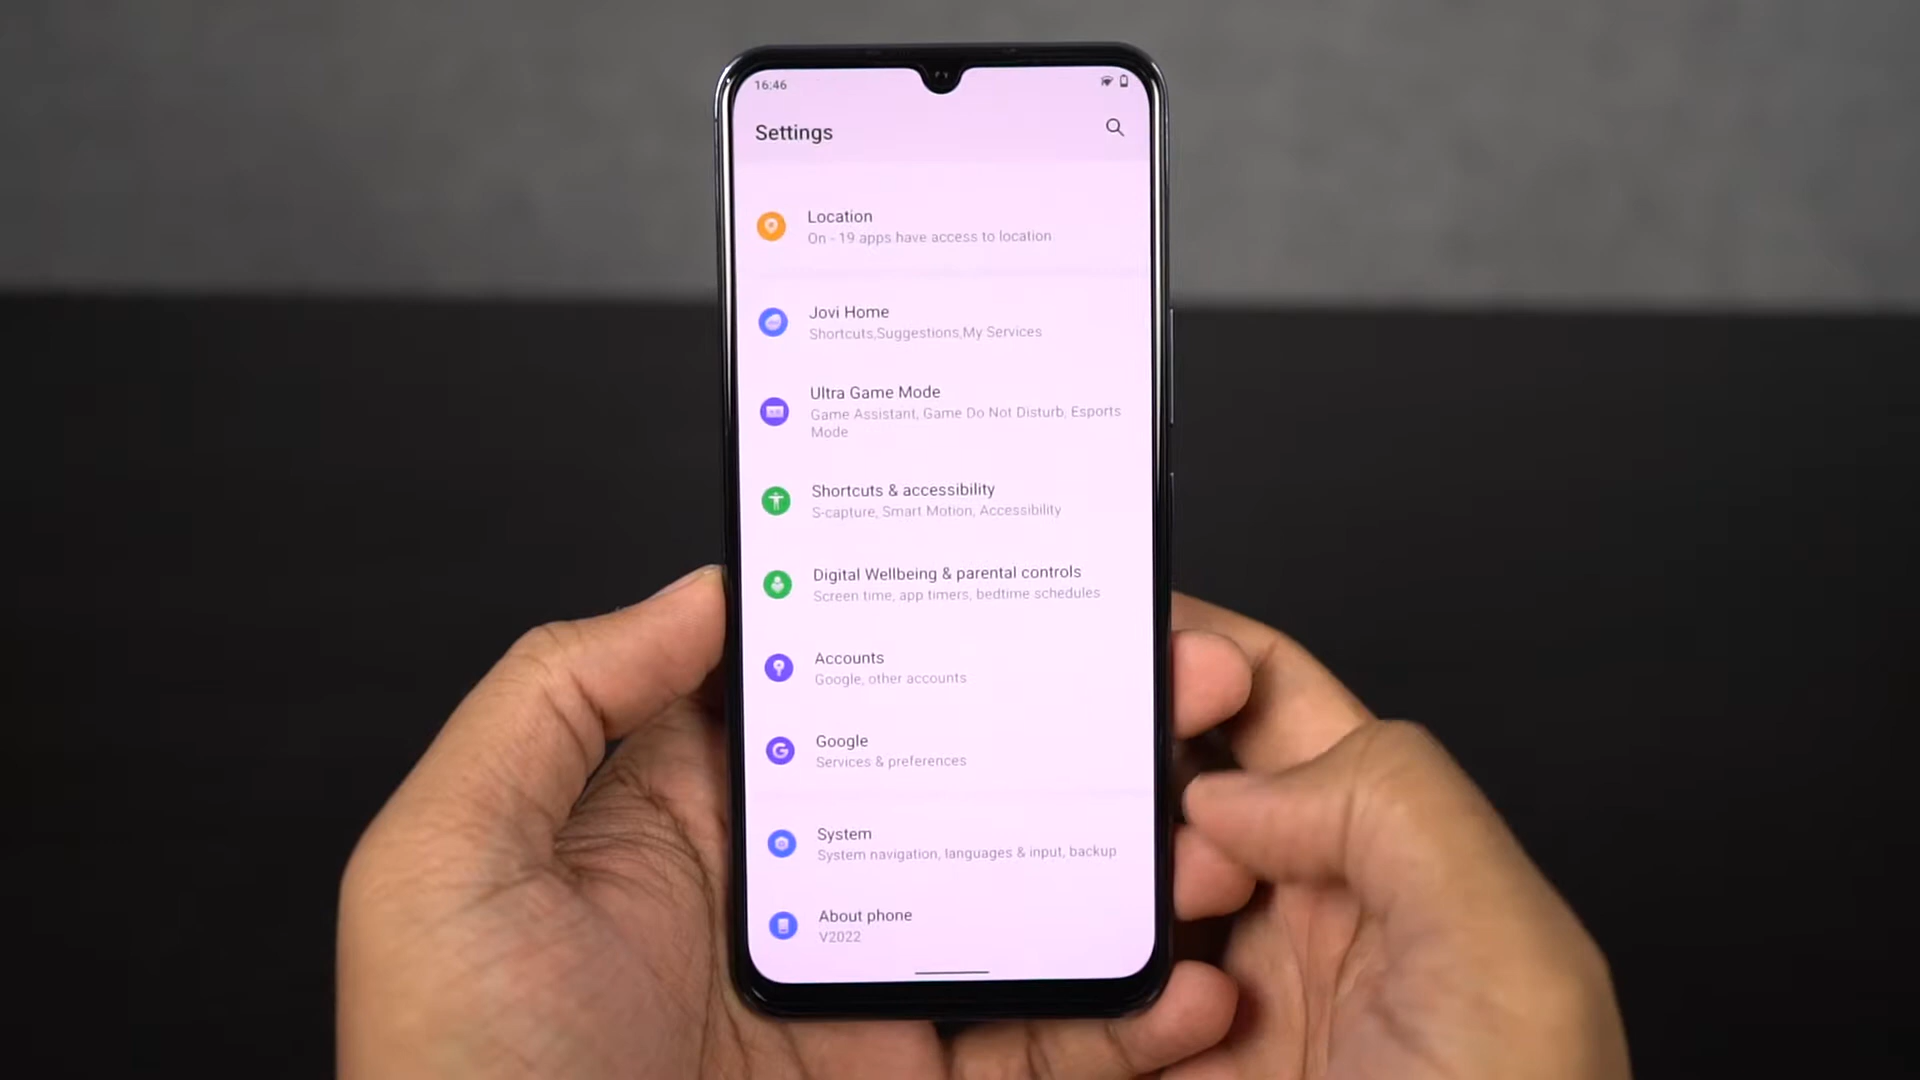 16:46
Settings
Location
On - 19 apps have access to location
Jovi Home
Shortcuts,Suggestions,My Services
Ultra Game Mode
Game Assistant, Game Do Not Disturb, Esports
Mode
Shortcuts & accessibility
S-capture, Smart Motion, Accessibility
Digital Wellbeing & parental controls
Screen time, app timers, bedtime schedules
Accounts
Google, other accounts
Google
Services & preferences
System
System navigation, languages & input, backup
About phone
V2022